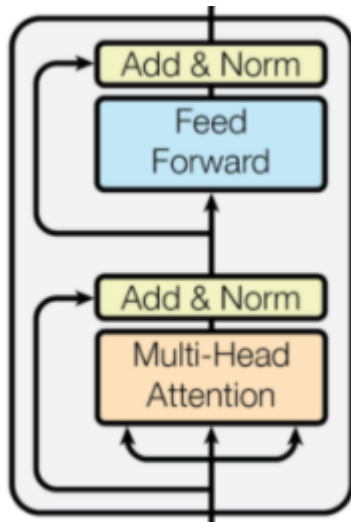 Add & Norm
Feed
Forward
Add & Norm
Multi-Head
Attention